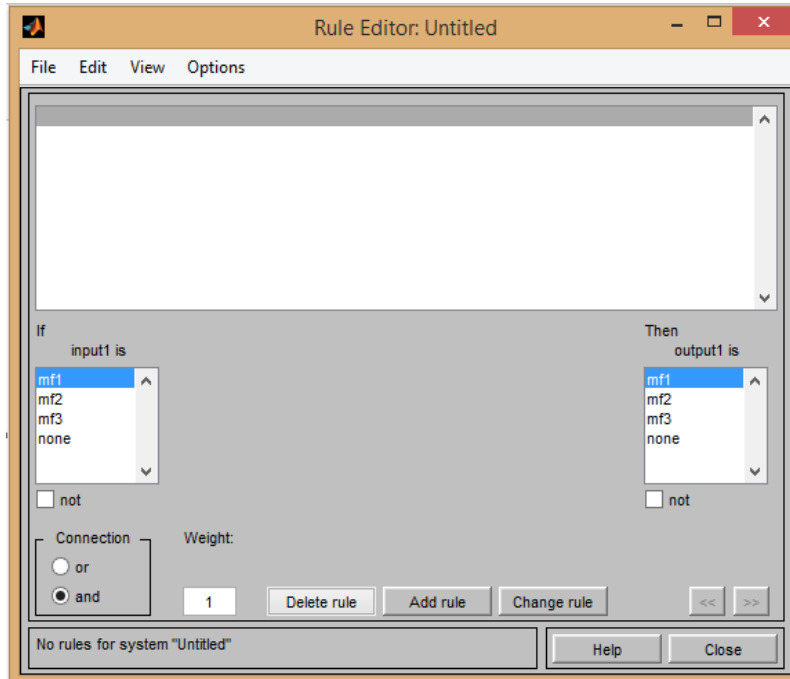 Rule Editor: Untitled
File Edit View Options
If
input1 is
mf1
mf2
mf3
none
not
Then
output1 is
mf1
mf2
mf3
none
not
Connection
or
and
Weight:
1
Delete rule
Add rule
Change rule
<<
>>
No rules for system "Untitled"
Help
Close